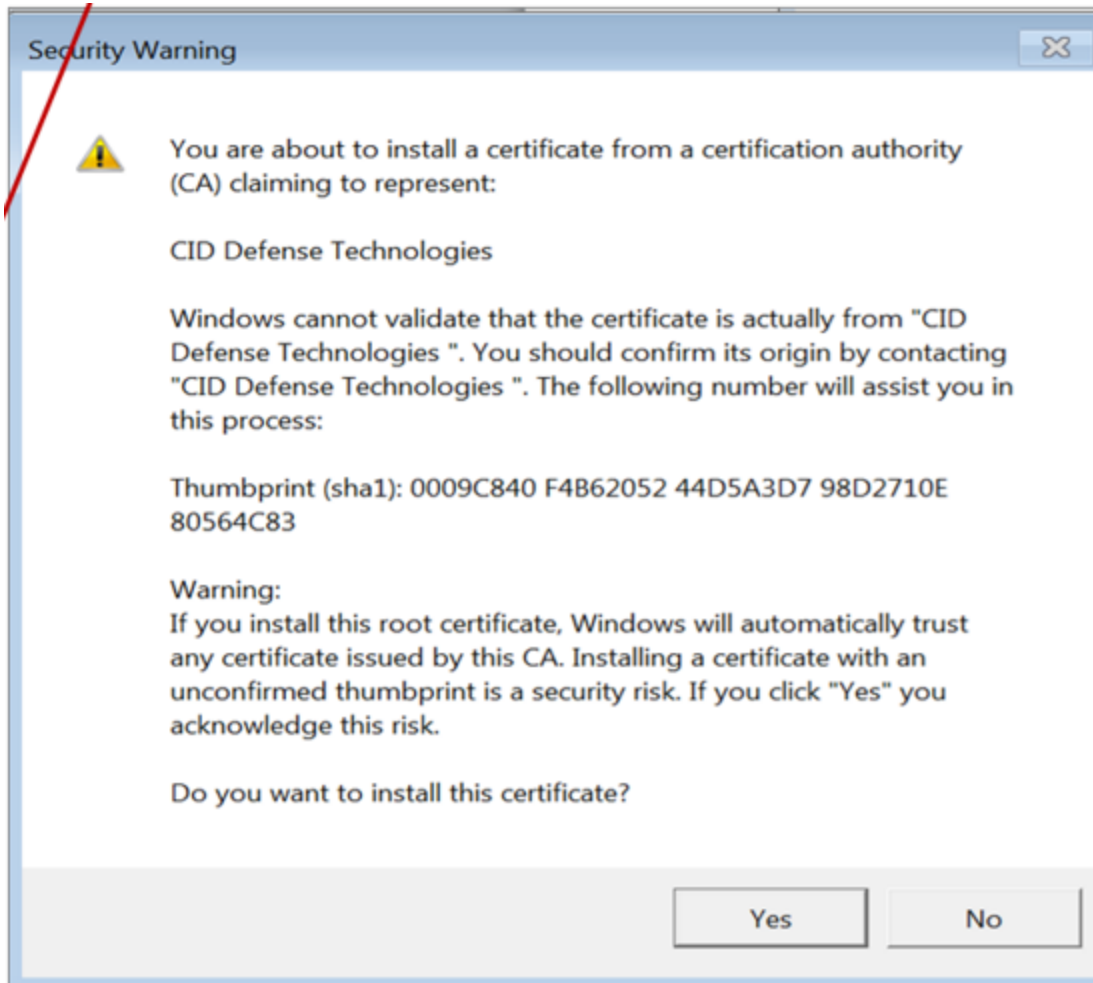 Security Warning
You are about to install a certificate from a certification authority
(CA) claiming to represent:
CID Defense Technologies
Windows cannot validate that the certificate is actually from "CID
Defense Technologies ". You should confirm its origin by contacting
"CID Defense Technologies ". The following number will assist you in
this process:
Thumbprint (sha1): 0009C840 F4B62052 44D5A3D7 98D2710E
80564C83
Warning:
If you install this root certificate, Windows will automatically trust
any certificate issued by this CA. Installing a certificate with an
unconfirmed thumbprint is a security risk. If you click "Yes" you
acknowledge this risk.
Do you want to install this certificate?
Yes No